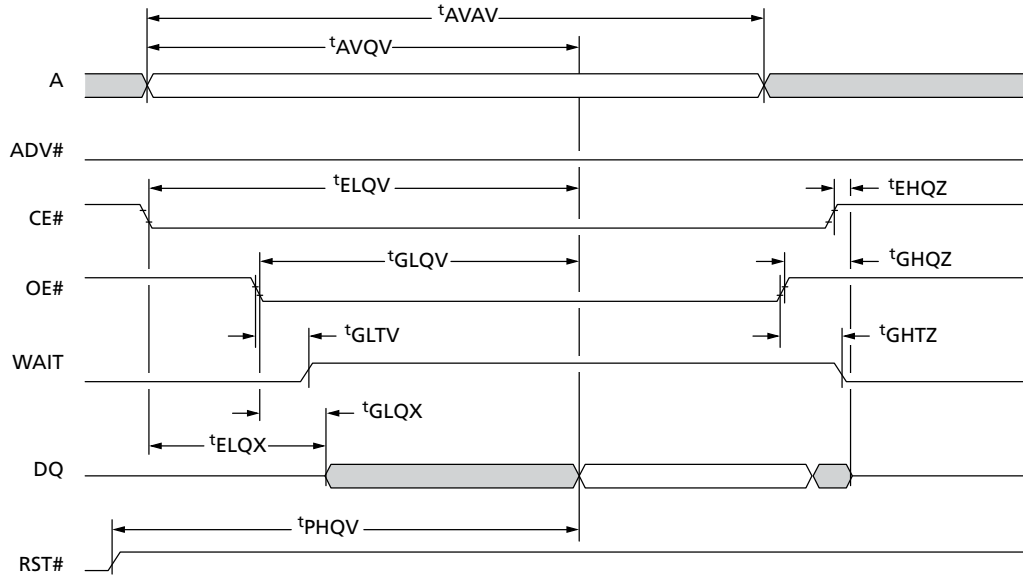 tAVAV
tAVQV
A
ADV#
tELQV
tEHQZ
CE#
tGLQV
tGHQZ
OE#
tGLTV
tGHTZ
WAIT
tGLQX
tELQX
DQ
tPHQV
RST#